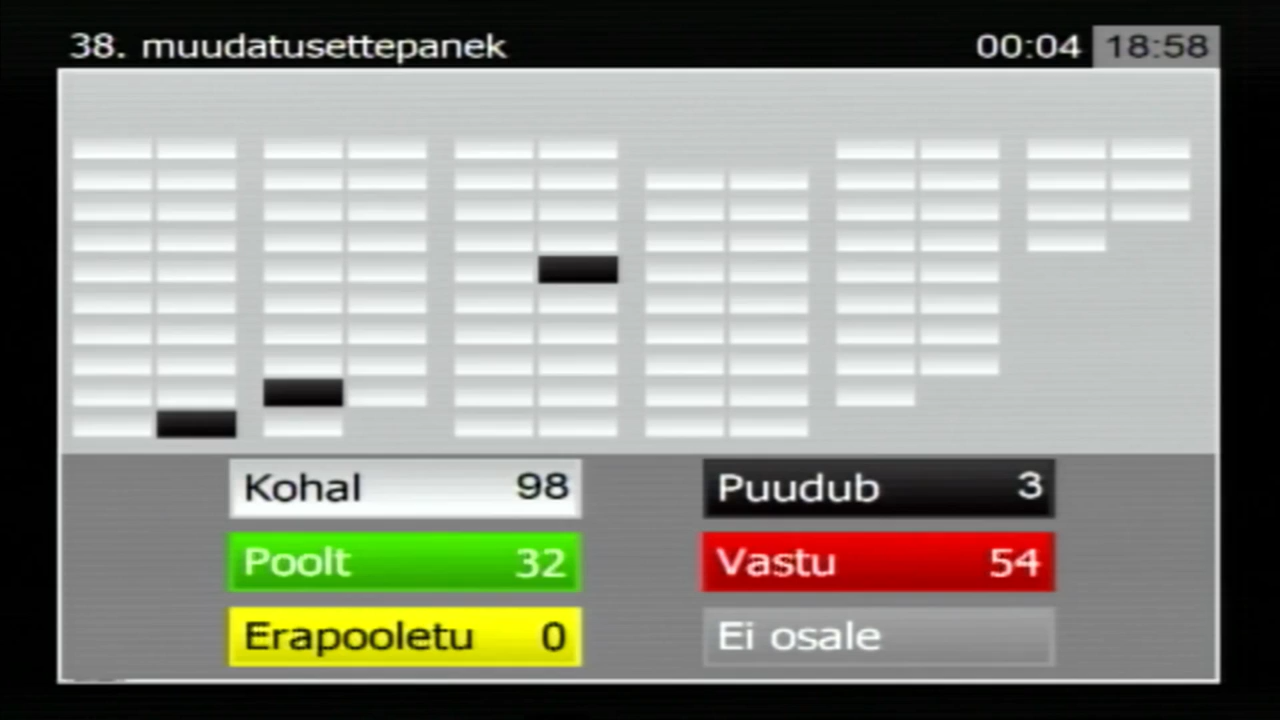 38. muudatusettepanek 00:04 18:58
Kohal 98 Puudub 3
Poolt 32 Vastu 54
Erapooletu 0 Ei osale